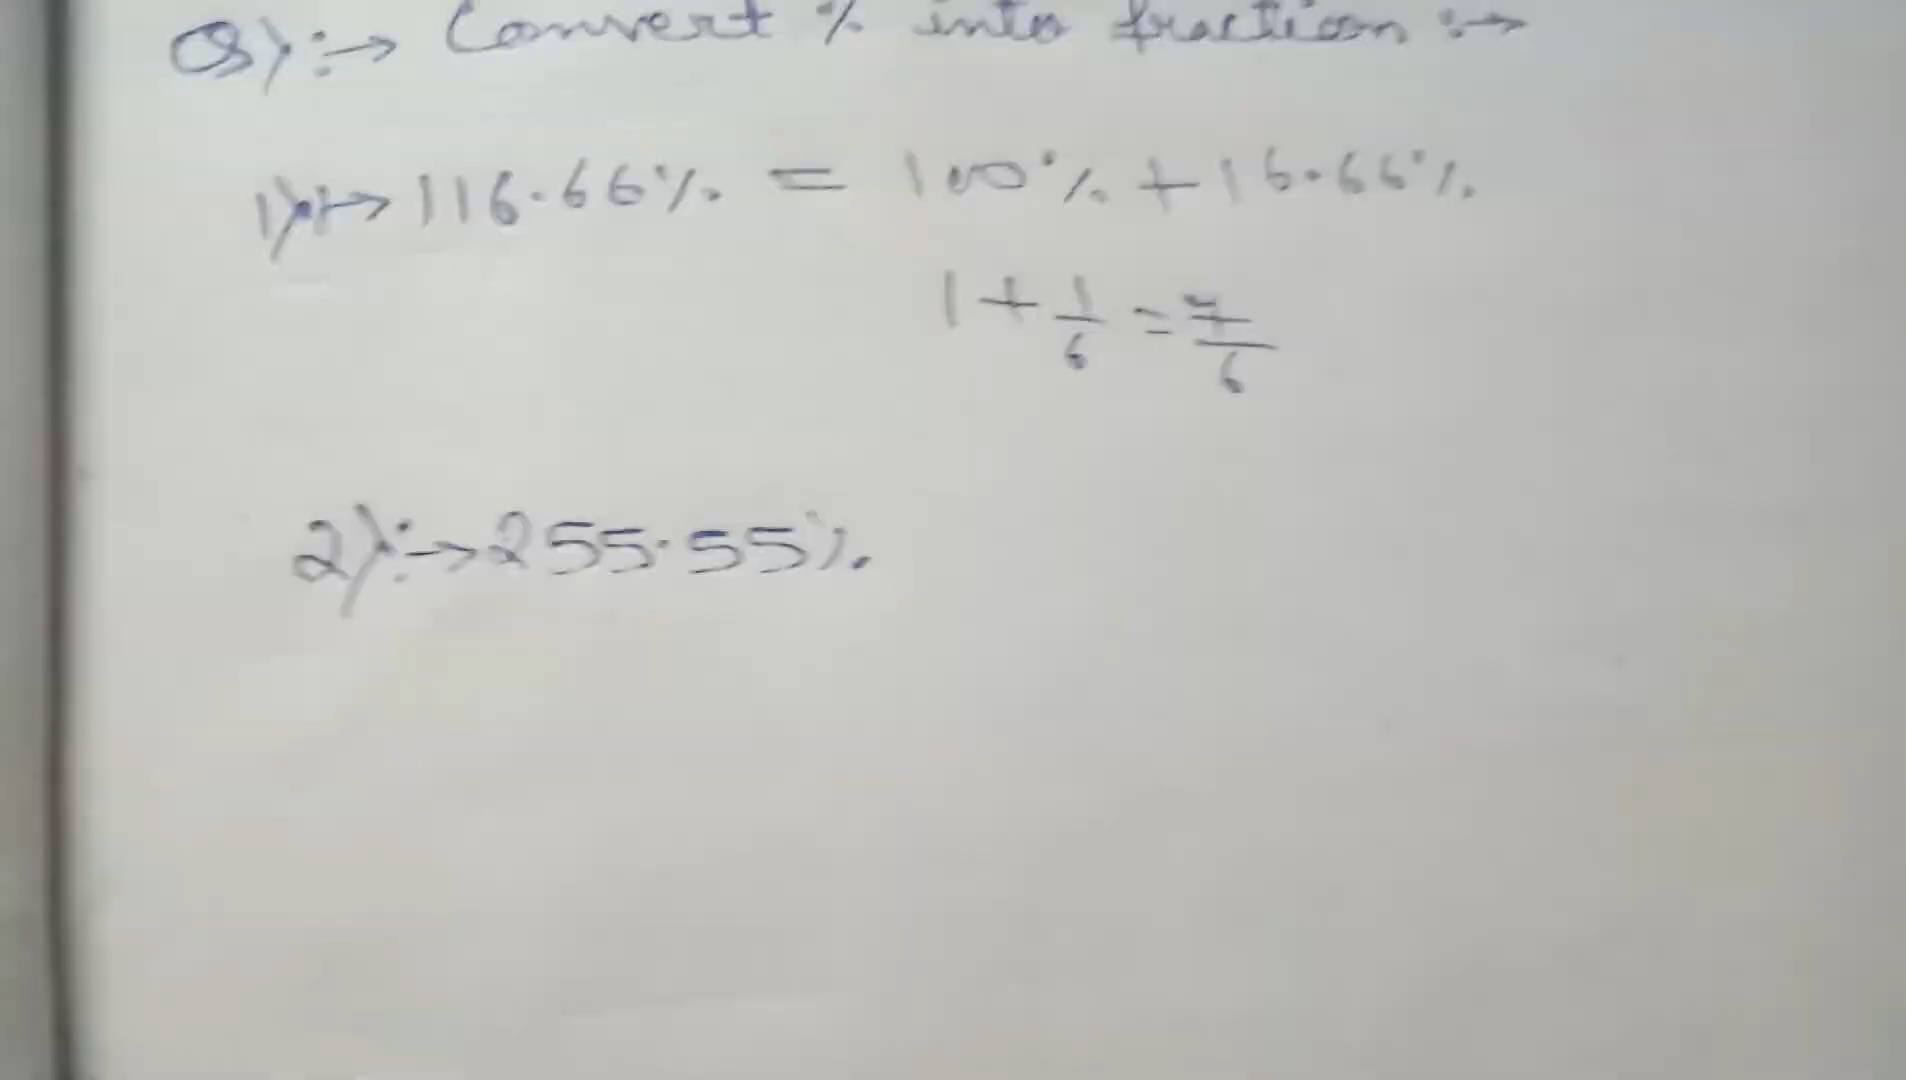 Q):→ Convert % into fraction :→
1):→ 116.66% = 100% + 16.66%
1 + 1/6 = 7/6
2):→ 255.55%